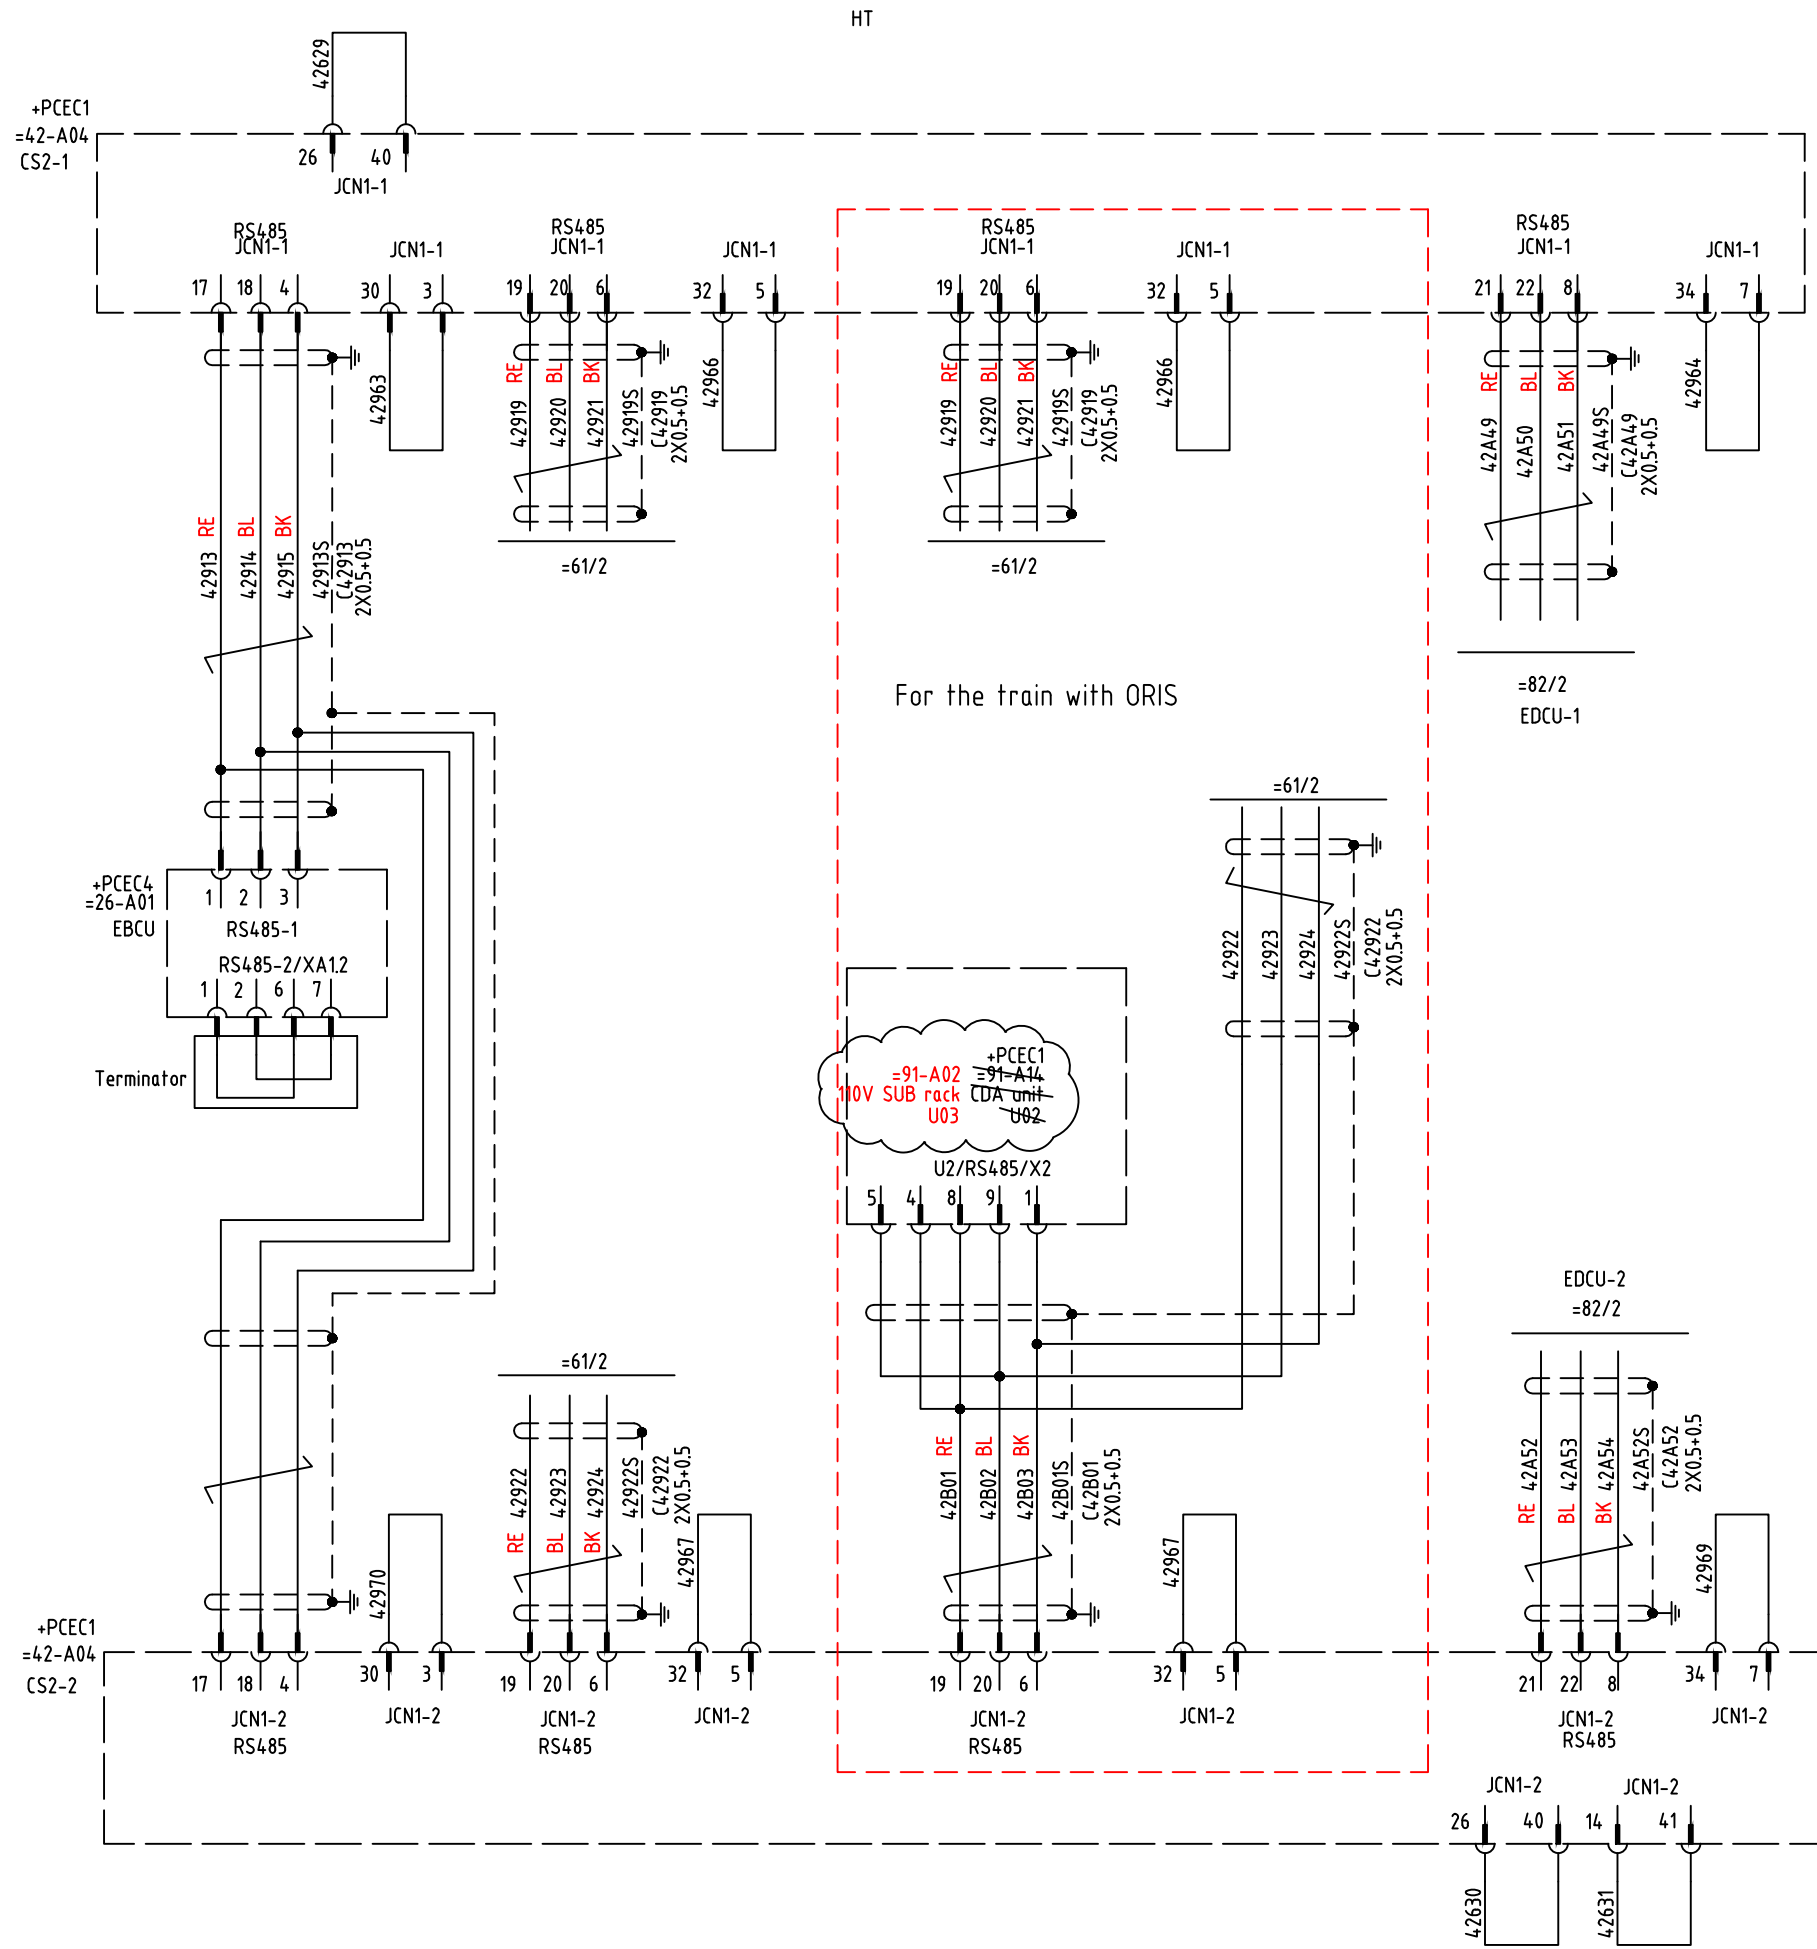 HT
42629
+PCEC1
=42-A04
CS2-1
26 40
JCN1-1
RS485
JCN1-1
17 18 4
JCN1-1
30 3
RS485
JCN1-1
19 20 6
JCN1-1
32 5
RS485
JCN1-1
19 20 6
JCN1-1
32 5
RS485
JCN1-1
21 22 8
JCN1-1
34 7
42963
RE BL BK
42919 42920 42921 42919S C42919
2X0.5+0.5
42966
RE BL BK
42919 42920 42921 42919S C42919
2X0.5+0.5
42966
RE BL BK
42A49 42A50 42A51 42A49S C42A49
2X0.5+0.5
42964
RE BL BK
42913 42914 42915 42913S C42913
2X0.5+0.5
=61/2
=61/2
=82/2
EDCU-1
For the train with ORIS
=61/2
42922 42923 42924 42922S C42922
2X0.5+0.5
+PCEC4
=26-A01
EBCU
1 2 3
RS485-1
RS485-2/XA1.2
1 2 6 7
Terminator
+PCEC1
=91-A02 =91-A14
110V SUB rack CDA unit
U03 U02
U2/RS485/X2
5 4 8 9 1
EDCU-2
=82/2
=61/2
42922 42923 42924 42922S C42922
2X0.5+0.5
RE BL BK
RE BL BK
42B01 42B02 42B03 42B01S C42B01
2X0.5+0.5
42A52 42A53 42A54 42A52S C42A52
2X0.5+0.5
RE BL BK
42970
42967
42967
42969
+PCEC1
=42-A04
CS2-2
17 18 4
JCN1-2
RS485
30 3
JCN1-2
19 20 6
JCN1-2
RS485
32 5
JCN1-2
19 20 6
JCN1-2
RS485
32 5
JCN1-2
21 22 8
JCN1-2
RS485
34 7
JCN1-2
JCN1-2 JCN1-2
26 40 14 41
42630 42631